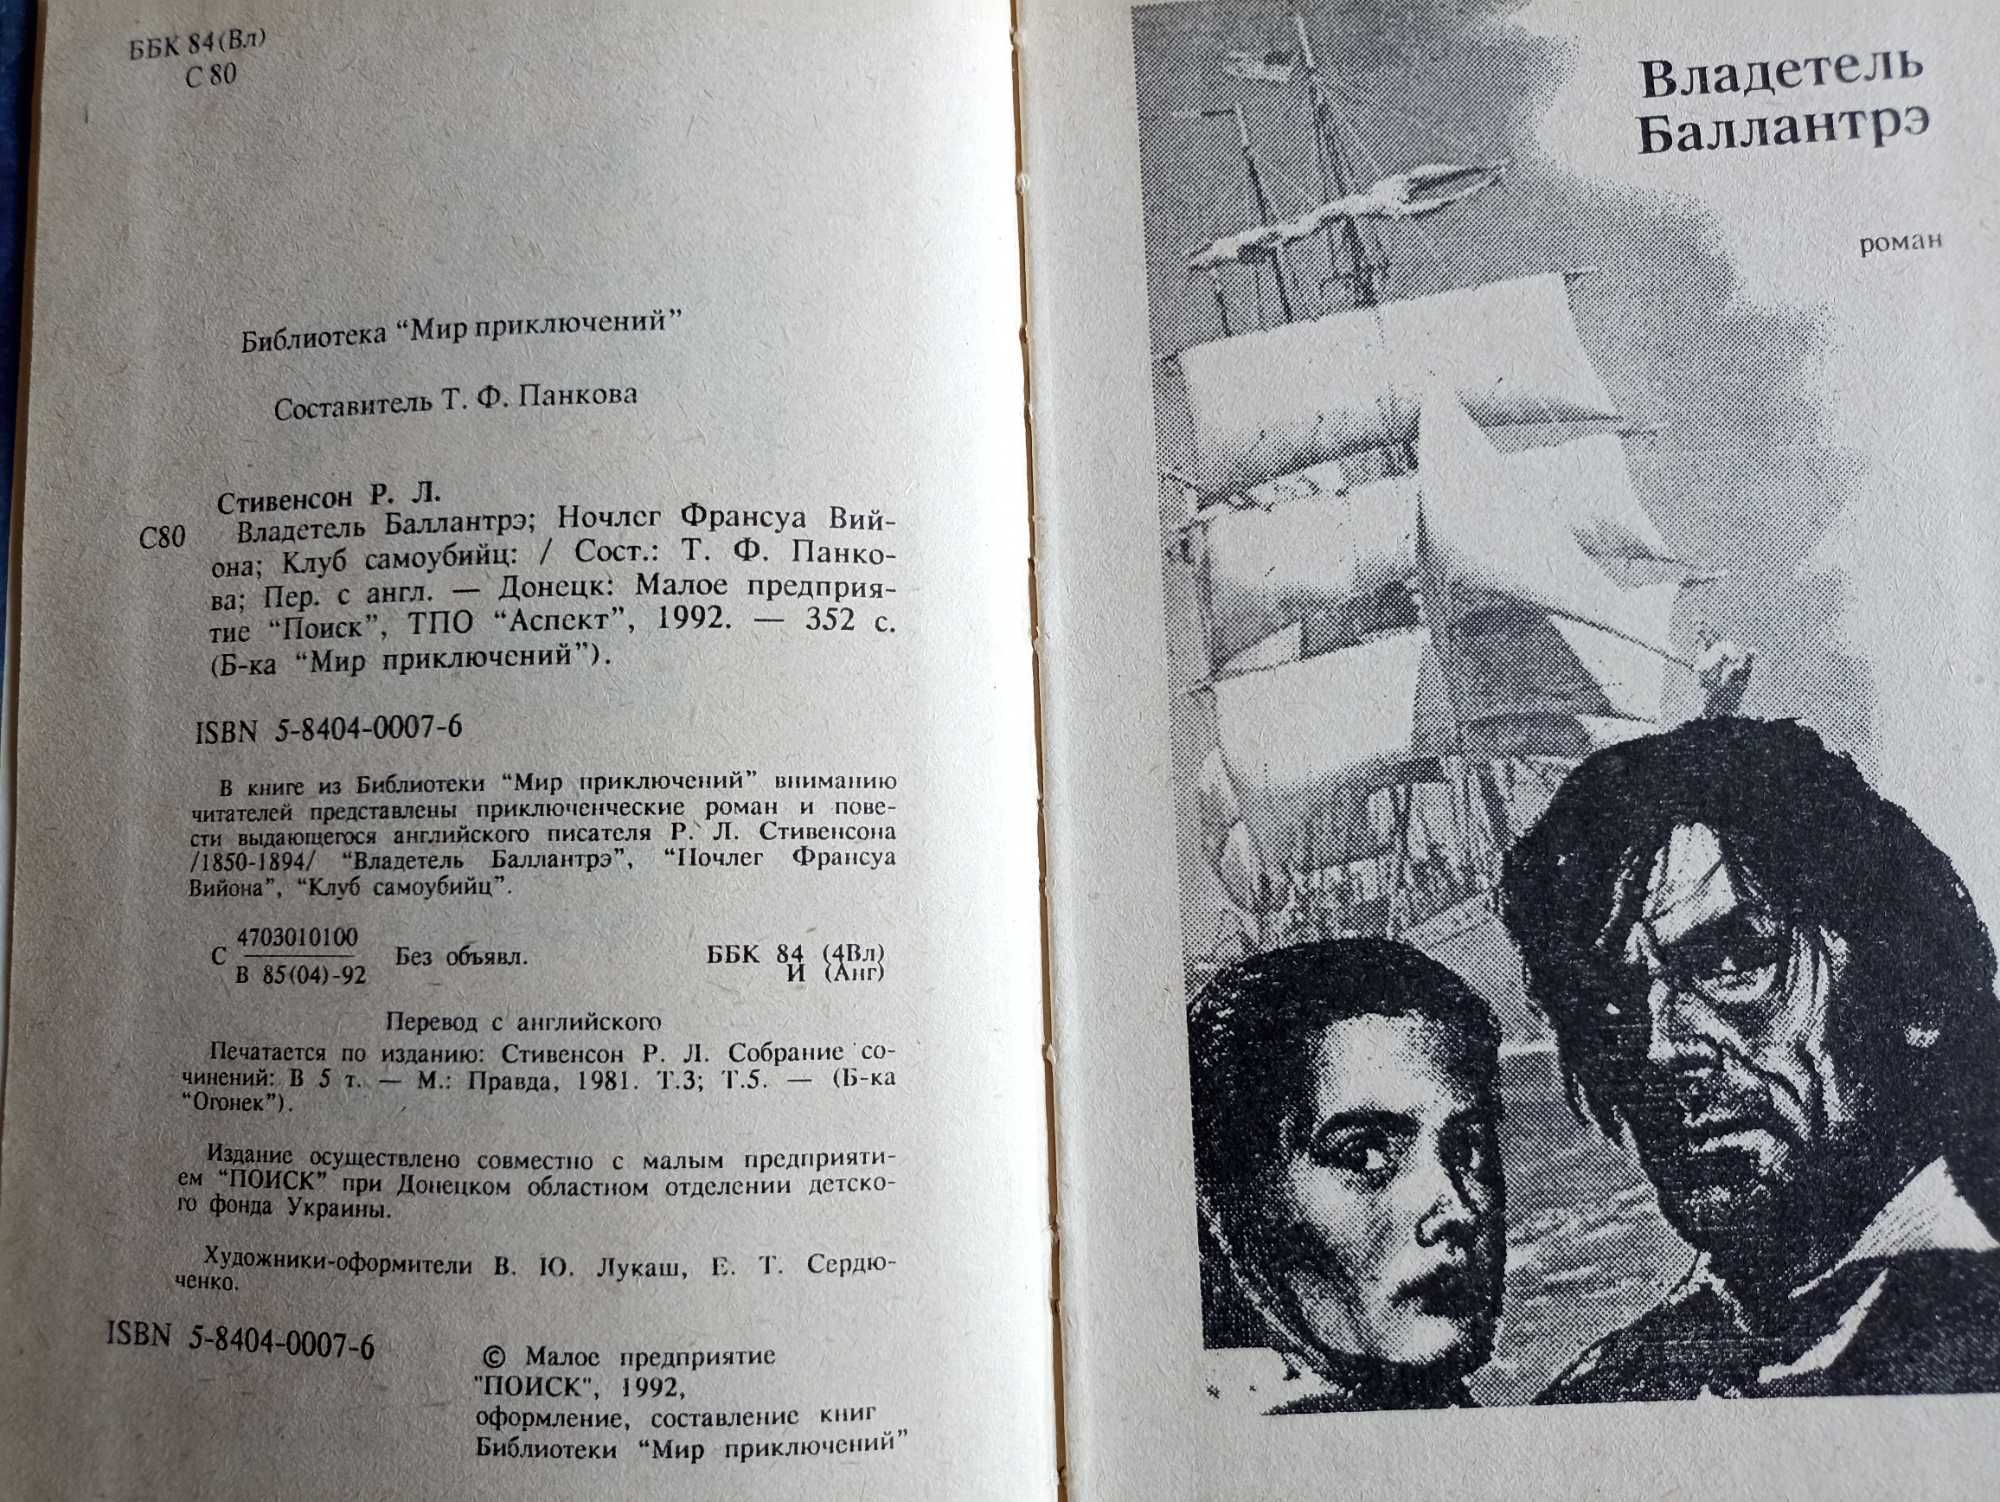 ББК 84(Вл)
С 80
Библиотека “Мир приключений”
Составитель Т. Ф. Панкова
Стивенсон Р. Л.
С80 Владетель Баллантрэ; Ночлег Франсуа Вий-
она; Клуб самоубийц: / Сост.: Т. Ф. Панко-
ва; Пер. с англ. — Донецк: Малое предприя-
тие “Поиск”, ТПО “Аспект”, 1992. — 352 с.
(Б-ка “Мир приключений”).
ISBN 5-8404-0007-6
В книге из Библиотеки “Мир приключений” вниманию
читателей представлены приключенческие роман и пове-
сти выдающегося английского писателя Р. Л. Стивенсона
/1850-1894/ “Владетель Баллантрэ”, “Ночлег Франсуа
Вийона”, “Клуб самоубийц”.
4703010100
С Без объявл.
В 85(04)-92
ББК 84 (4Вл)
И (Анг)
Перевод с английского
Печатается по изданию: Стивенсон Р. Л. Собрание со-
чинений: В 5 т. — М.: Правда, 1981. Т.3; Т.5. — (Б-ка
“Огонек”).
Издание осуществлено совместно с малым предприяти-
ем “ПОИСК” при Донецком областном отделении детско-
го фонда Украины.
Художники-оформители В. Ю. Лукаш, Е. Т. Сердю-
ченко.
ISBN 5-8404-0007-6
© Малое предприятие
"ПОИСК", 1992,
оформление, составление книг
Библиотеки “Мир приключений”
Владетель
Баллантрэ
роман